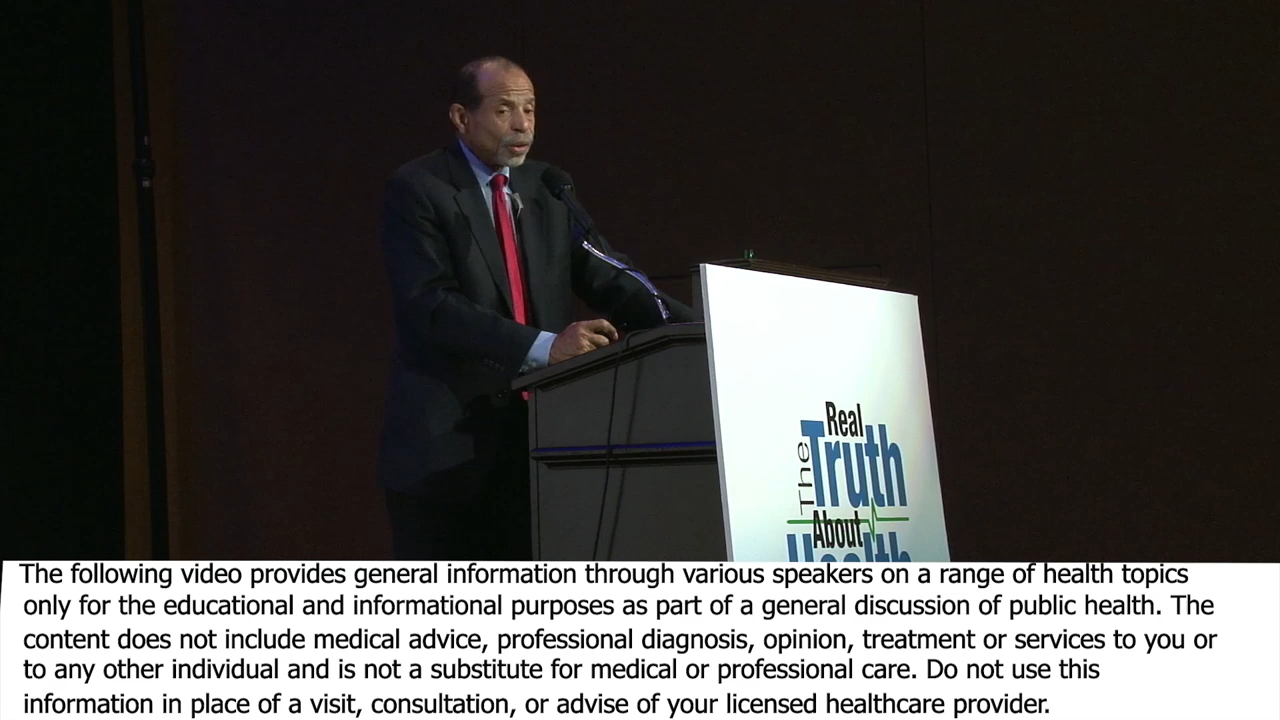 Real
The
Truth
About
Health
The following video provides general information through various speakers on a range of health topics
only for the educational and informational purposes as part of a general discussion of public health. The
content does not include medical advice, professional diagnosis, opinion, treatment or services to you or
to any other individual and is not a substitute for medical or professional care. Do not use this
information in place of a visit, consultation, or advise of your licensed healthcare provider.